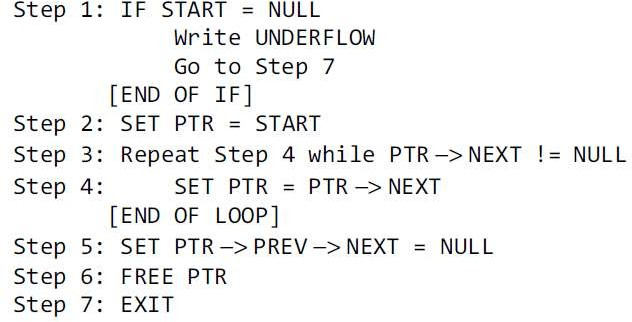 Step 1: IF START = NULL
Write UNDERFLOW
Go to Step 7
[END OF IF]
Step 2: SET PTR = START
Step 3: Repeat Step 4 while PTR —> NEXT != NULL
Step 4: SET PTR = PTR —> NEXT
[END OF LOOP]
Step 5: SET PTR —> PREV —> NEXT = NULL
Step 6: FREE PTR
Step 7: EXIT